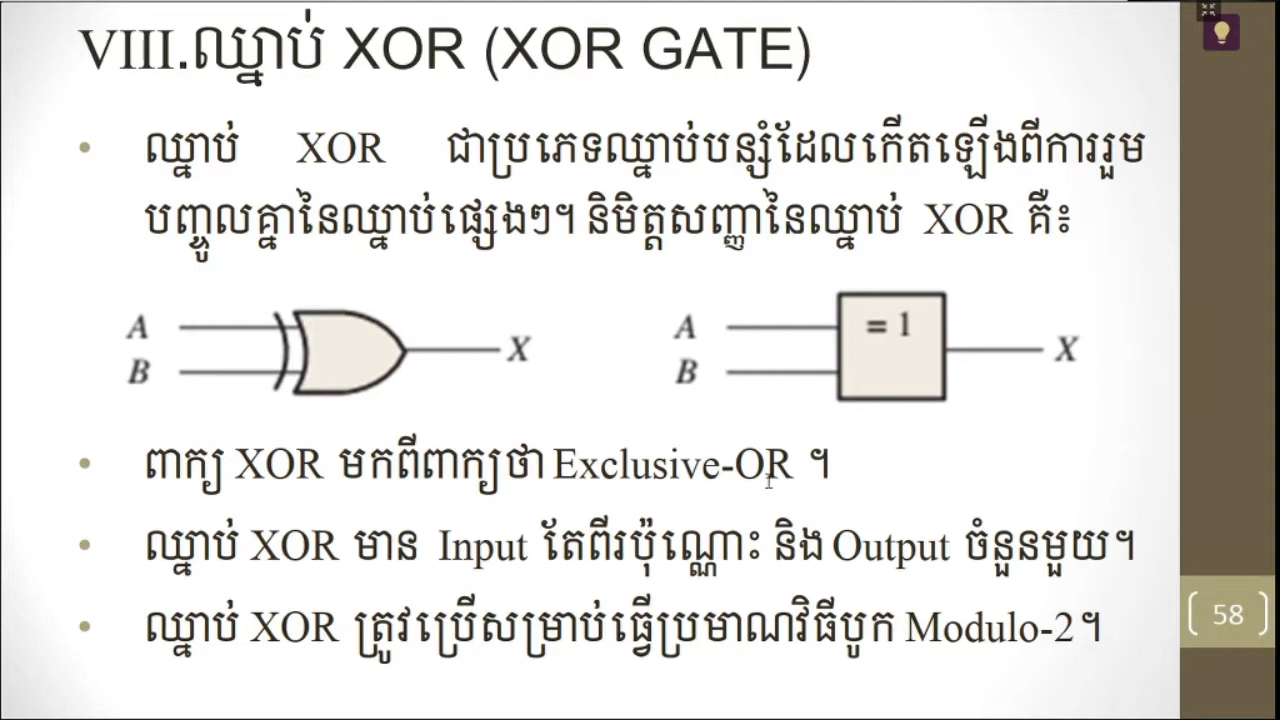 VIII.ឈ្នាប់ XOR (XOR GATE)
• ឈ្នាប់ XOR ជាប្រភេទឈ្នាប់បន្សំដែលកើតឡើងពីការរួម
បញ្ចូលគ្នានៃឈ្នាប់ផ្សេងៗ។ និមិត្តសញ្ញានៃឈ្នាប់ XOR គឺ៖
A
B
X
A
B
= 1
X
• ពាក្យ XOR មកពីពាក្យថា Exclusive-OR ។
• ឈ្នាប់ XOR មាន Input តែពីរប៉ុណ្ណោះ និង Output ចំនួនមួយ។
• ឈ្នាប់ XOR ត្រូវប្រើសម្រាប់ធ្វើប្រមាណវិធីបូក Modulo-2។
58